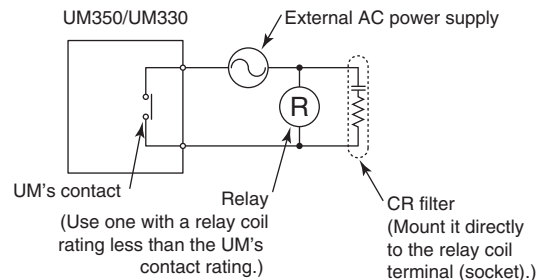 UM350/UM330
External AC power supply
R
UM's contact
Relay
(Use one with a relay coil
rating less than the UM's
contact rating.)
CR filter
(Mount it directly
to the relay coil
terminal (socket).)